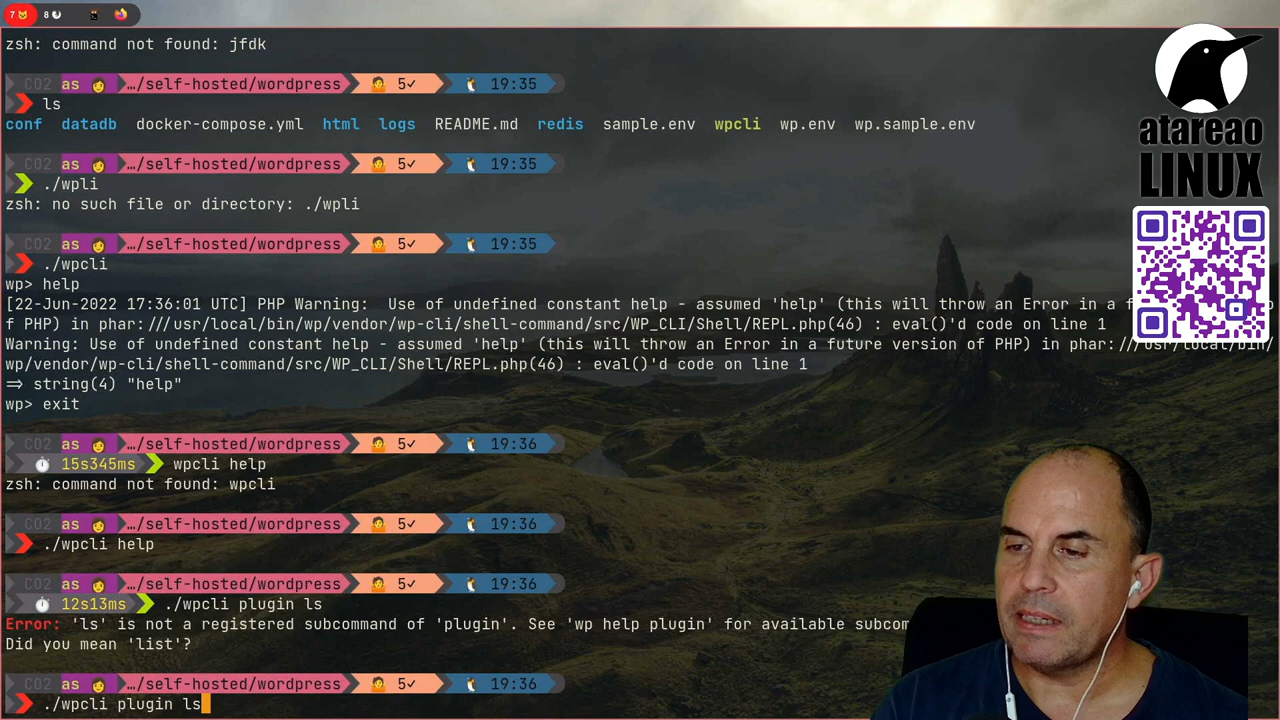 7 8
zsh: command not found: jfdk
CO2 as …/self-hosted/wordpress 5✓ 19:35
ls
conf datadb docker-compose.yml html logs README.md redis sample.env wpcli wp.env wp.sample.env
CO2 as …/self-hosted/wordpress 5✓ 19:35
./wpli
zsh: no such file or directory: ./wpli
CO2 as …/self-hosted/wordpress 5✓ 19:35
./wpcli
wp> help
[22-Jun-2022 17:36:01 UTC] PHP Warning:  Use of undefined constant help - assumed 'help' (this will throw an Error in a f
f PHP) in phar:///usr/local/bin/wp/vendor/wp-cli/shell-command/src/WP_CLI/Shell/REPL.php(46) : eval()'d code on line 1
Warning: Use of undefined constant help - assumed 'help' (this will throw an Error in a future version of PHP) in phar:///usr/local/bin/
wp/vendor/wp-cli/shell-command/src/WP_CLI/Shell/REPL.php(46) : eval()'d code on line 1
=> string(4) "help"
wp> exit
CO2 as …/self-hosted/wordpress 5✓ 19:36
15s345ms wpcli help
zsh: command not found: wpcli
CO2 as …/self-hosted/wordpress 5✓ 19:36
./wpcli help
CO2 as …/self-hosted/wordpress 5✓ 19:36
12s13ms ./wpcli plugin ls
Error: 'ls' is not a registered subcommand of 'plugin'. See 'wp help plugin' for available subcom
Did you mean 'list'?
CO2 as …/self-hosted/wordpress 5✓ 19:36
./wpcli plugin ls
atareao
LINUX